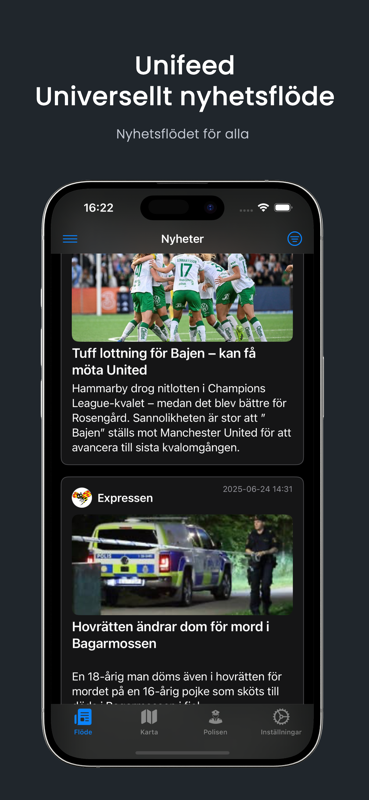 Unifeed
Universellt nyhetsflöde
Nyhetsflödet för alla
16:22
Nyheter
17
Tuff lottning för Bajen – kan få
möta United
Hammarby drog nitlotten i Champions
League-kvalet – medan det blev bättre för
Rosengård. Sannolikheten är stor att ”
Bajen” ställs mot Manchester United för att
avancera till sista kvalomgången.
2025-06-24 14:31
Expressen
Hovrätten ändrar dom för mord i
Bagarmossen
En 18-årig man döms även i hovrätten för
mordet på en 16-årig pojke som sköts till
Flöde
Karta
Polisen
Inställningar